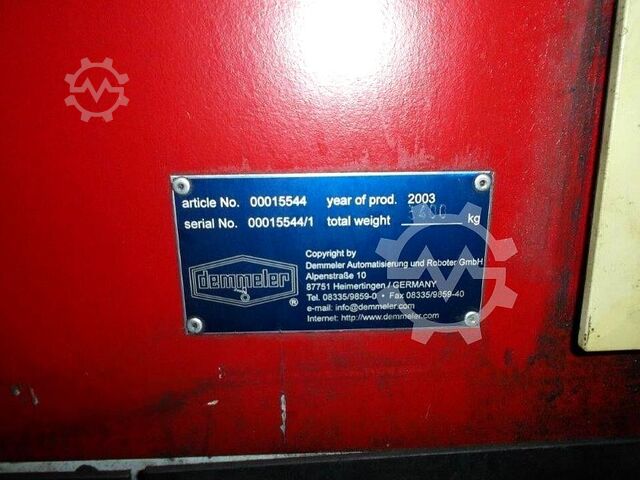 article No. 00015544 year of prod. 2003
serial No. 00015544/1 total weight 3400 kg
Copyright by
Demmeler Automatisierung und Roboter GmbH
Alpenstraße 10
87751 Heimertingen / GERMANY
Tel. 08335/9859-0 • Fax 08335/9859-40
e-mail: info@demmeler.com
Internet: http://www.demmeler.com
demmeler ®